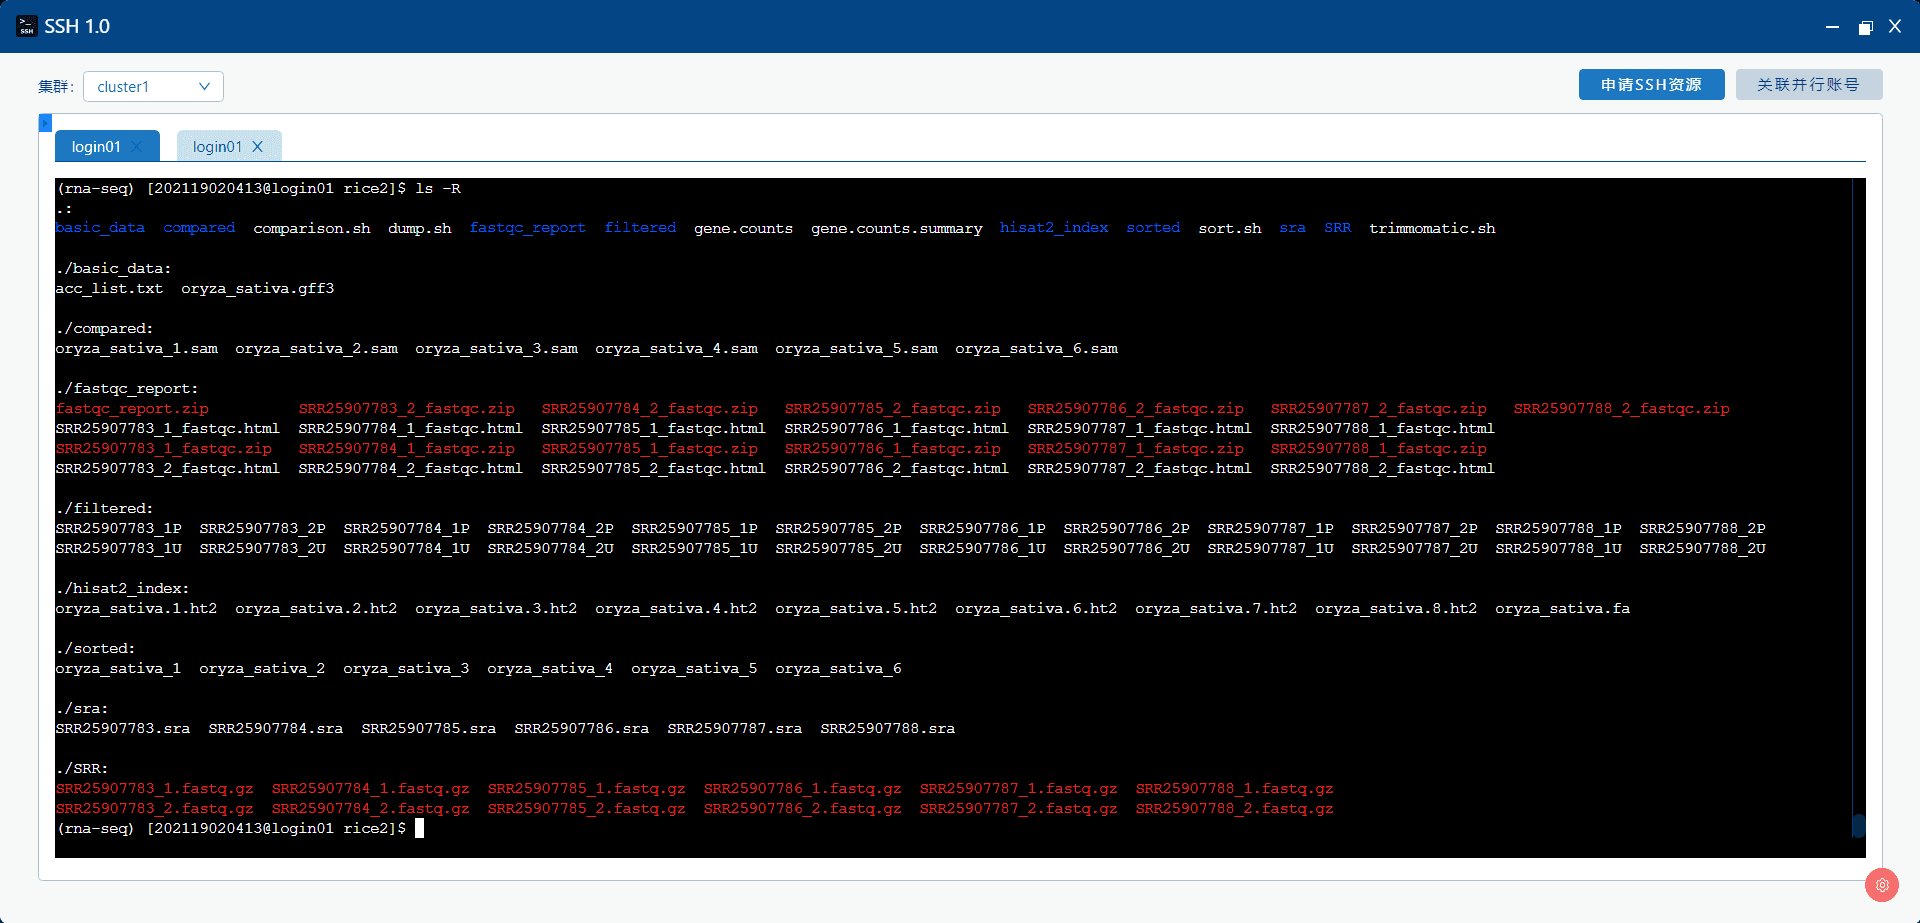 SSH 1.0
集群: cluster1
申请SSH资源 关联并行账号
login01 login01
(rna-seq) [202119020413@login01 rice2]$ ls -R
.:
basic_data compared comparison.sh dump.sh fastqc_report filtered gene.counts gene.counts.summary hisat2_index sorted sort.sh sra SRR trimmomatic.sh
./basic_data:
acc_list.txt oryza_sativa.gff3
./compared:
oryza_sativa_1.sam oryza_sativa_2.sam oryza_sativa_3.sam oryza_sativa_4.sam oryza_sativa_5.sam oryza_sativa_6.sam
./fastqc_report:
fastqc_report.zip SRR25907783_2_fastqc.zip SRR25907784_2_fastqc.zip SRR25907785_2_fastqc.zip SRR25907786_2_fastqc.zip SRR25907787_2_fastqc.zip SRR25907788_2_fastqc.zip
SRR25907783_1_fastqc.html SRR25907784_1_fastqc.html SRR25907785_1_fastqc.html SRR25907786_1_fastqc.html SRR25907787_1_fastqc.html SRR25907788_1_fastqc.html
SRR25907783_1_fastqc.zip SRR25907784_1_fastqc.zip SRR25907785_1_fastqc.zip SRR25907786_1_fastqc.zip SRR25907787_1_fastqc.zip SRR25907788_1_fastqc.zip
SRR25907783_2_fastqc.html SRR25907784_2_fastqc.html SRR25907785_2_fastqc.html SRR25907786_2_fastqc.html SRR25907787_2_fastqc.html SRR25907788_2_fastqc.html
./filtered:
SRR25907783_1P SRR25907783_2P SRR25907784_1P SRR25907784_2P SRR25907785_1P SRR25907785_2P SRR25907786_1P SRR25907786_2P SRR25907787_1P SRR25907787_2P SRR25907788_1P SRR25907788_2P
SRR25907783_1U SRR25907783_2U SRR25907784_1U SRR25907784_2U SRR25907785_1U SRR25907785_2U SRR25907786_1U SRR25907786_2U SRR25907787_1U SRR25907787_2U SRR25907788_1U SRR25907788_2U
./hisat2_index:
oryza_sativa.1.ht2 oryza_sativa.2.ht2 oryza_sativa.3.ht2 oryza_sativa.4.ht2 oryza_sativa.5.ht2 oryza_sativa.6.ht2 oryza_sativa.7.ht2 oryza_sativa.8.ht2 oryza_sativa.fa
./sorted:
oryza_sativa_1 oryza_sativa_2 oryza_sativa_3 oryza_sativa_4 oryza_sativa_5 oryza_sativa_6
./sra:
SRR25907783.sra SRR25907784.sra SRR25907785.sra SRR25907786.sra SRR25907787.sra SRR25907788.sra
./SRR:
SRR25907783_1.fastq.gz SRR25907784_1.fastq.gz SRR25907785_1.fastq.gz SRR25907786_1.fastq.gz SRR25907787_1.fastq.gz SRR25907788_1.fastq.gz
SRR25907783_2.fastq.gz SRR25907784_2.fastq.gz SRR25907785_2.fastq.gz SRR25907786_2.fastq.gz SRR25907787_2.fastq.gz SRR25907788_2.fastq.gz
(rna-seq) [202119020413@login01 rice2]$